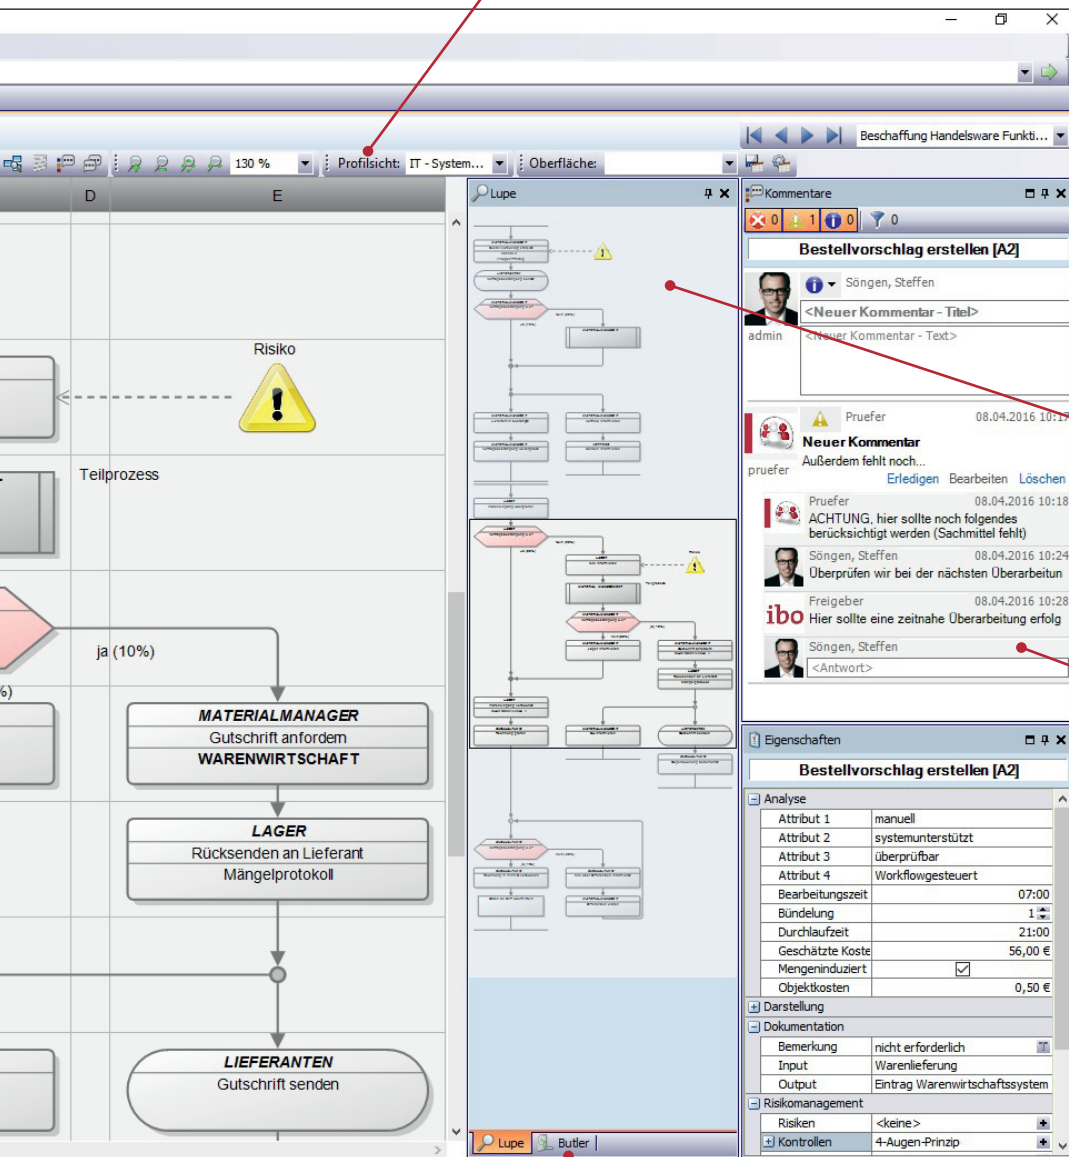 Beschaffung Handelsware Funkti...
130 %
Profilsicht: IT - System...
Oberfläche:
D
E
Risiko
Teilprozess
ja (10%)
%)
MATERIALMANAGER
Gutschrift anfordern
WARENWIRTSCHAFT
LAGER
Rücksenden an Lieferant
Mängelprotokoll
LIEFERANTEN
Gutschrift senden
Lupe
Lupe
Butler
Kommentare
0
1
0
0
Bestellvorschlag erstellen [A2]
Söngen, Steffen
<Neuer Kommentar - Titel>
admin
<Neuer Kommentar - Text>
Pruefer 08.04.2016 10:17
Neuer Kommentar
Außerdem fehlt noch...
pruefer
Erledigen Bearbeiten Löschen
Pruefer 08.04.2016 10:18
ACHTUNG, hier sollte noch folgendes
berücksichtigt werden (Sachmittel fehlt)
Söngen, Steffen 08.04.2016 10:24
Überprüfen wir bei der nächsten Überarbeitun
Freigeber 08.04.2016 10:28
ibo
Hier sollte eine zeitnahe Überarbeitung erfolg
Söngen, Steffen
<Antwort>
Eigenschaften
Bestellvorschlag erstellen [A2]
Analyse
Attribut 1 manuell
Attribut 2 systemunterstützt
Attribut 3 überprüfbar
Attribut 4 Workflowgesteuert
Bearbeitungszeit 07:00
Bündelung 1
Durchlaufzeit 21:00
Geschätzte Koste 56,00 €
Mengeninduziert
Objektkosten 0,50 €
Darstellung
Dokumentation
Bemerkung nicht erforderlich
Input Warenlieferung
Output Eintrag Warenwirtschaftssystem
Risikomanagement
Risiken <keine>
Kontrollen 4-Augen-Prinzip